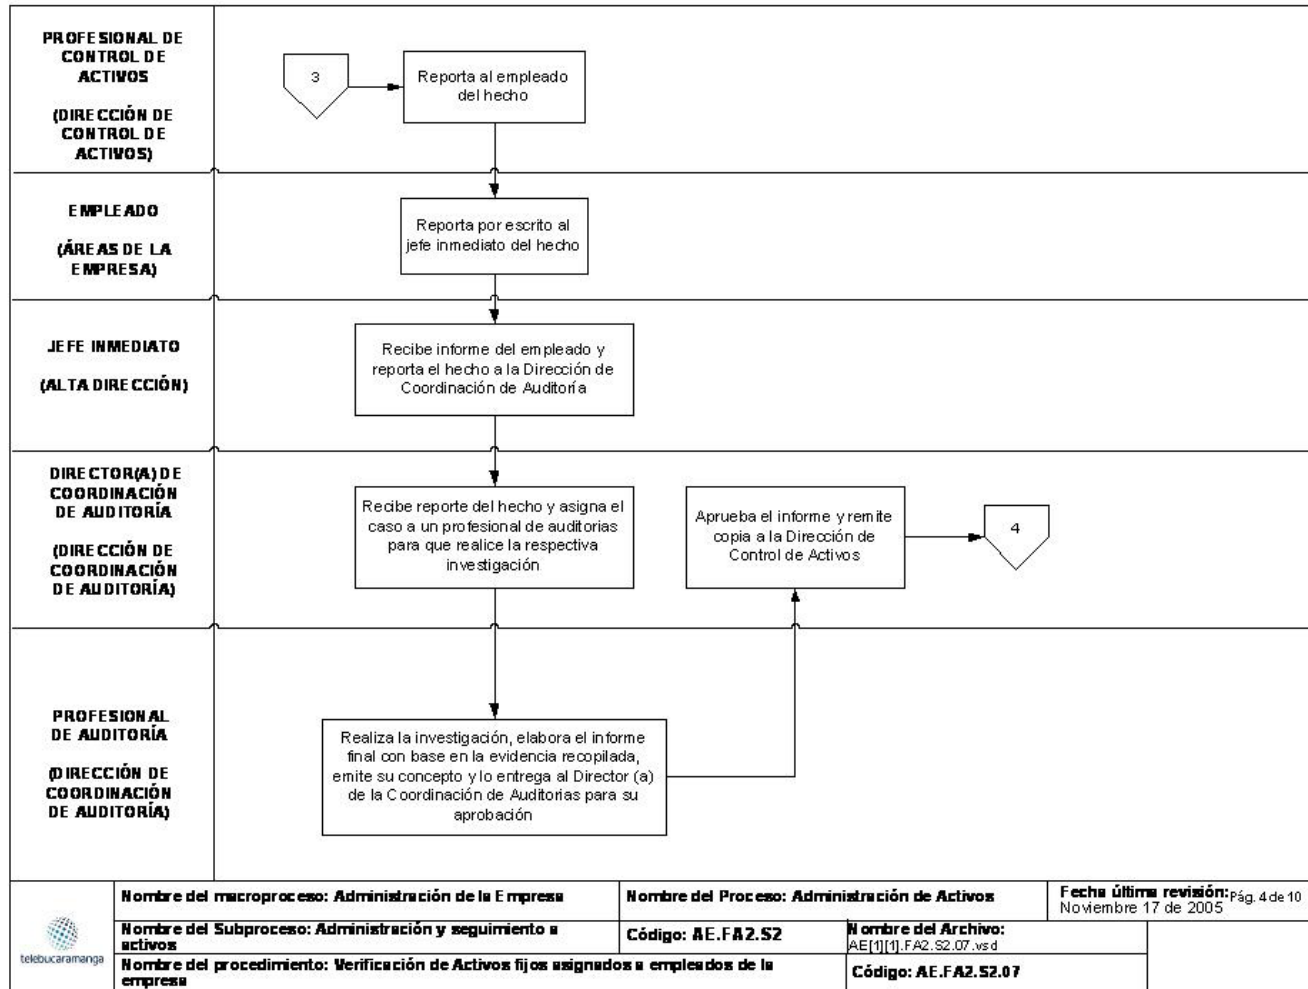 PROFESIONAL DE
CONTROL DE
ACTIVOS
(DIRECCIÓN DE
CONTROL DE
ACTIVOS)
3
Reporta al empleado
del hecho
EMPLEADO
(ÁREAS DE LA
EMPRESA)
Reporta por escrito al
jefe inmediato del hecho
JEFE INMEDIATO
(ALTA DIRECCIÓN)
Recibe informe del empleado y
reporta el hecho a la Dirección de
Coordinación de Auditoría
DIRECTOR(A) DE
COORDINACIÓN
DE AUDITORÍA
(DIRECCIÓN DE
COORDINACIÓN
DE AUDITORÍA)
Recibe reporte del hecho y asigna el
caso a un profesional de auditorias
para que realice la respectiva
investigación
Aprueba el informe y remite
copia a la Dirección de
Control de Activos
4
PROFESIONAL
DE AUDITORÍA
(DIRECCIÓN DE
COORDINACIÓN
DE AUDITORÍA)
Realiza la investigación, elabora el informe
final con base en la evidencia recopilada,
emite su concepto y lo entrega al Director (a)
de la Coordinación de Auditorias para su
aprobación
telebucaramanga
Nombre del macroproceso: Administración de la Empresa
Nombre del Proceso: Administración de Activos
Fecha última revisión: Pág. 4 de 10
Noviembre 17 de 2005
Nombre del Subproceso: Administración y seguimiento a
activos
Código: AE.FA2.S2
Nombre del Archivo:
AE[1][1].FA2.S2.07.vsd
Nombre del procedimiento: Verificación de Activos fijos asignados a empleados de la
empresa
Código: AE.FA2.S2.07